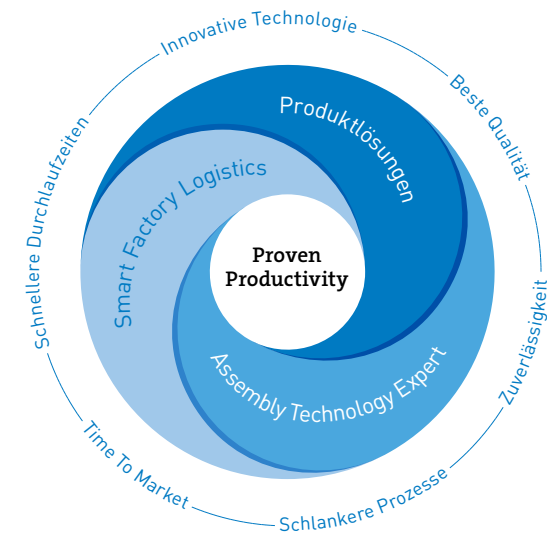 Innovative Technologie
Beste Qualität
Zuverlässigkeit
Schlankere Prozesse
Time To Market
Schnellere Durchlaufzeiten
Produktlösungen
Assembly Technology Expert
Smart Factory Logistics
Proven
Productivity